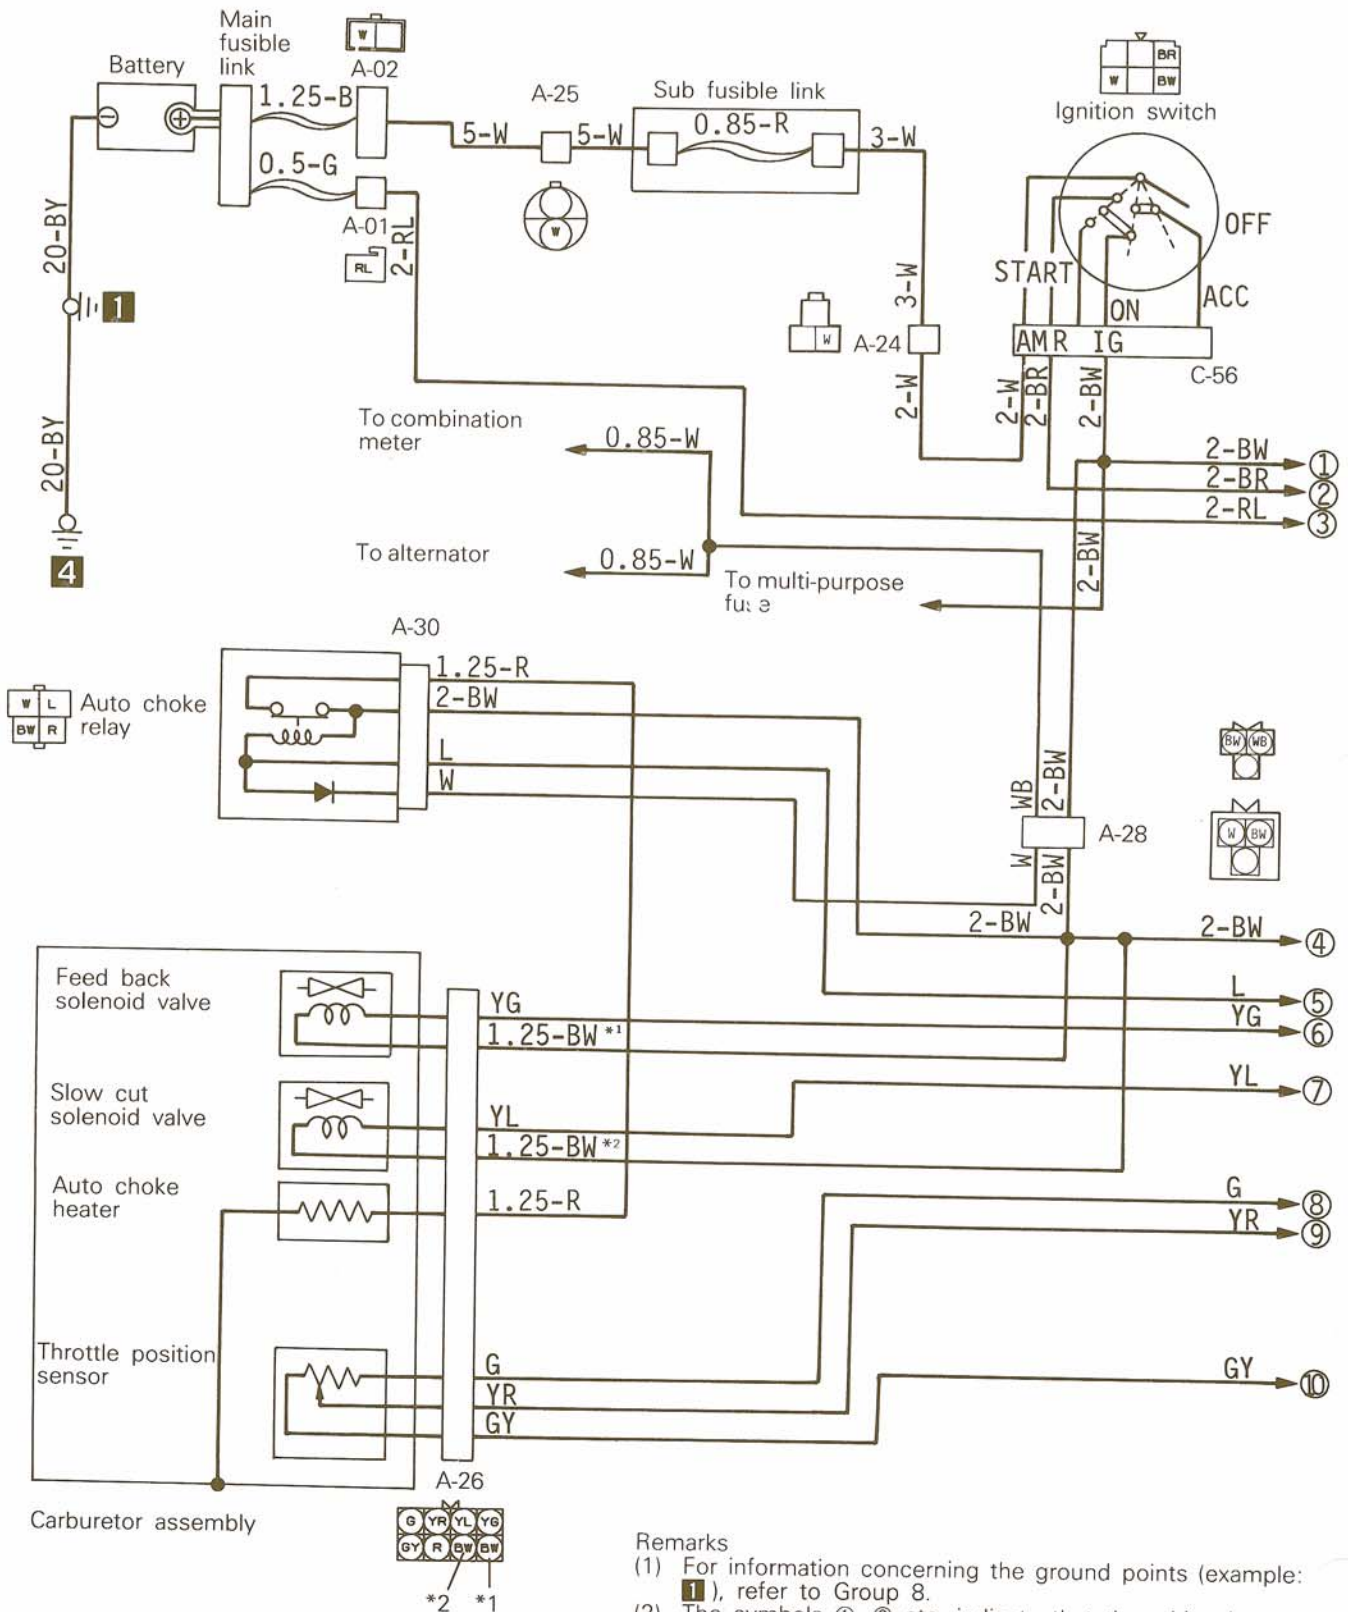 Main
fusible
link
W
A-02
Battery
1.25-B
0.5-G
A-01
RL
2-RL
20-BY
1
20-BY
4
5-W
A-25
5-W
W
Sub fusible link
0.85-R
3-W
3-W
W
A-24
2-W
BR
W
BW
Ignition switch
OFF
START
ON
ACC
AM R IG
C-56
2-W
2-BR
2-BW
To combination
meter
0.85-W
2-BW
①
2-BR
②
2-RL
③
To alternator
0.85-W
To multi-purpose
2-BW
A-30
W L
BW R
Auto choke
relay
1.25-R
2-BW
L
W
WB
2-BW
A-28
W
2-BW
BW WB
W BW
2-BW
2-BW
④
L
⑤
YG
⑥
YL
⑦
G
⑧
YR
⑨
GY
⑩
Feed back
solenoid valve
YG
1.25-BW *1
Slow cut
solenoid valve
YL
1.25-BW *2
Auto choke
heater
1.25-R
Throttle position
sensor
G
YR
GY
A-26
Carburetor assembly
G YR YL YG
GY R BW BW
*2 *1
Remarks
(1) For information concerning the ground points (example:
1 ), refer to Group 8.